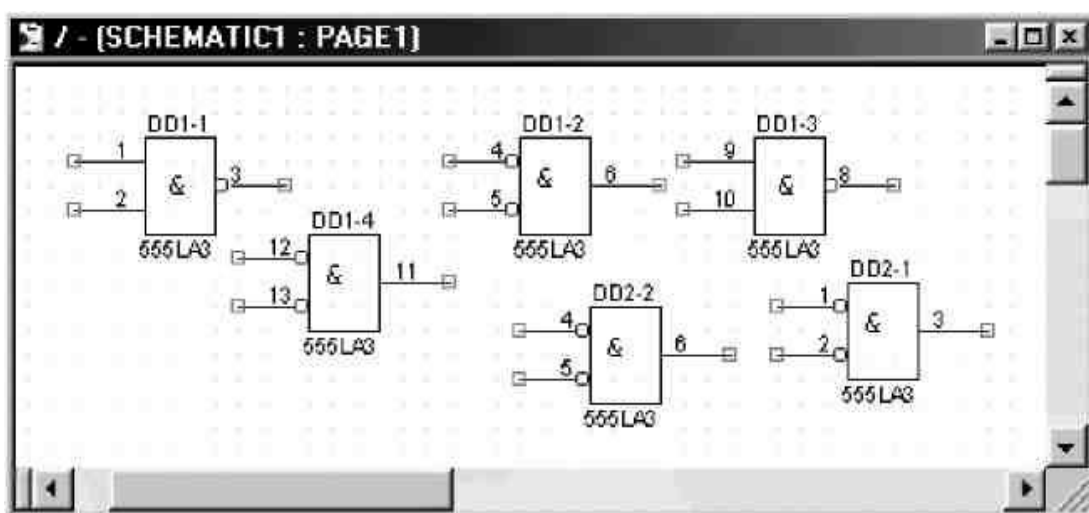 / - (SCHEMATIC1 : PAGE1)
DD1-1
1
2
&
3
555LA3
DD1-4
12
13
&
11
555LA3
DD1-2
4
5
&
6
555LA3
DD1-3
9
10
&
8
555LA3
DD2-2
4
5
&
6
555LA3
DD2-1
1
2
&
3
555LA3